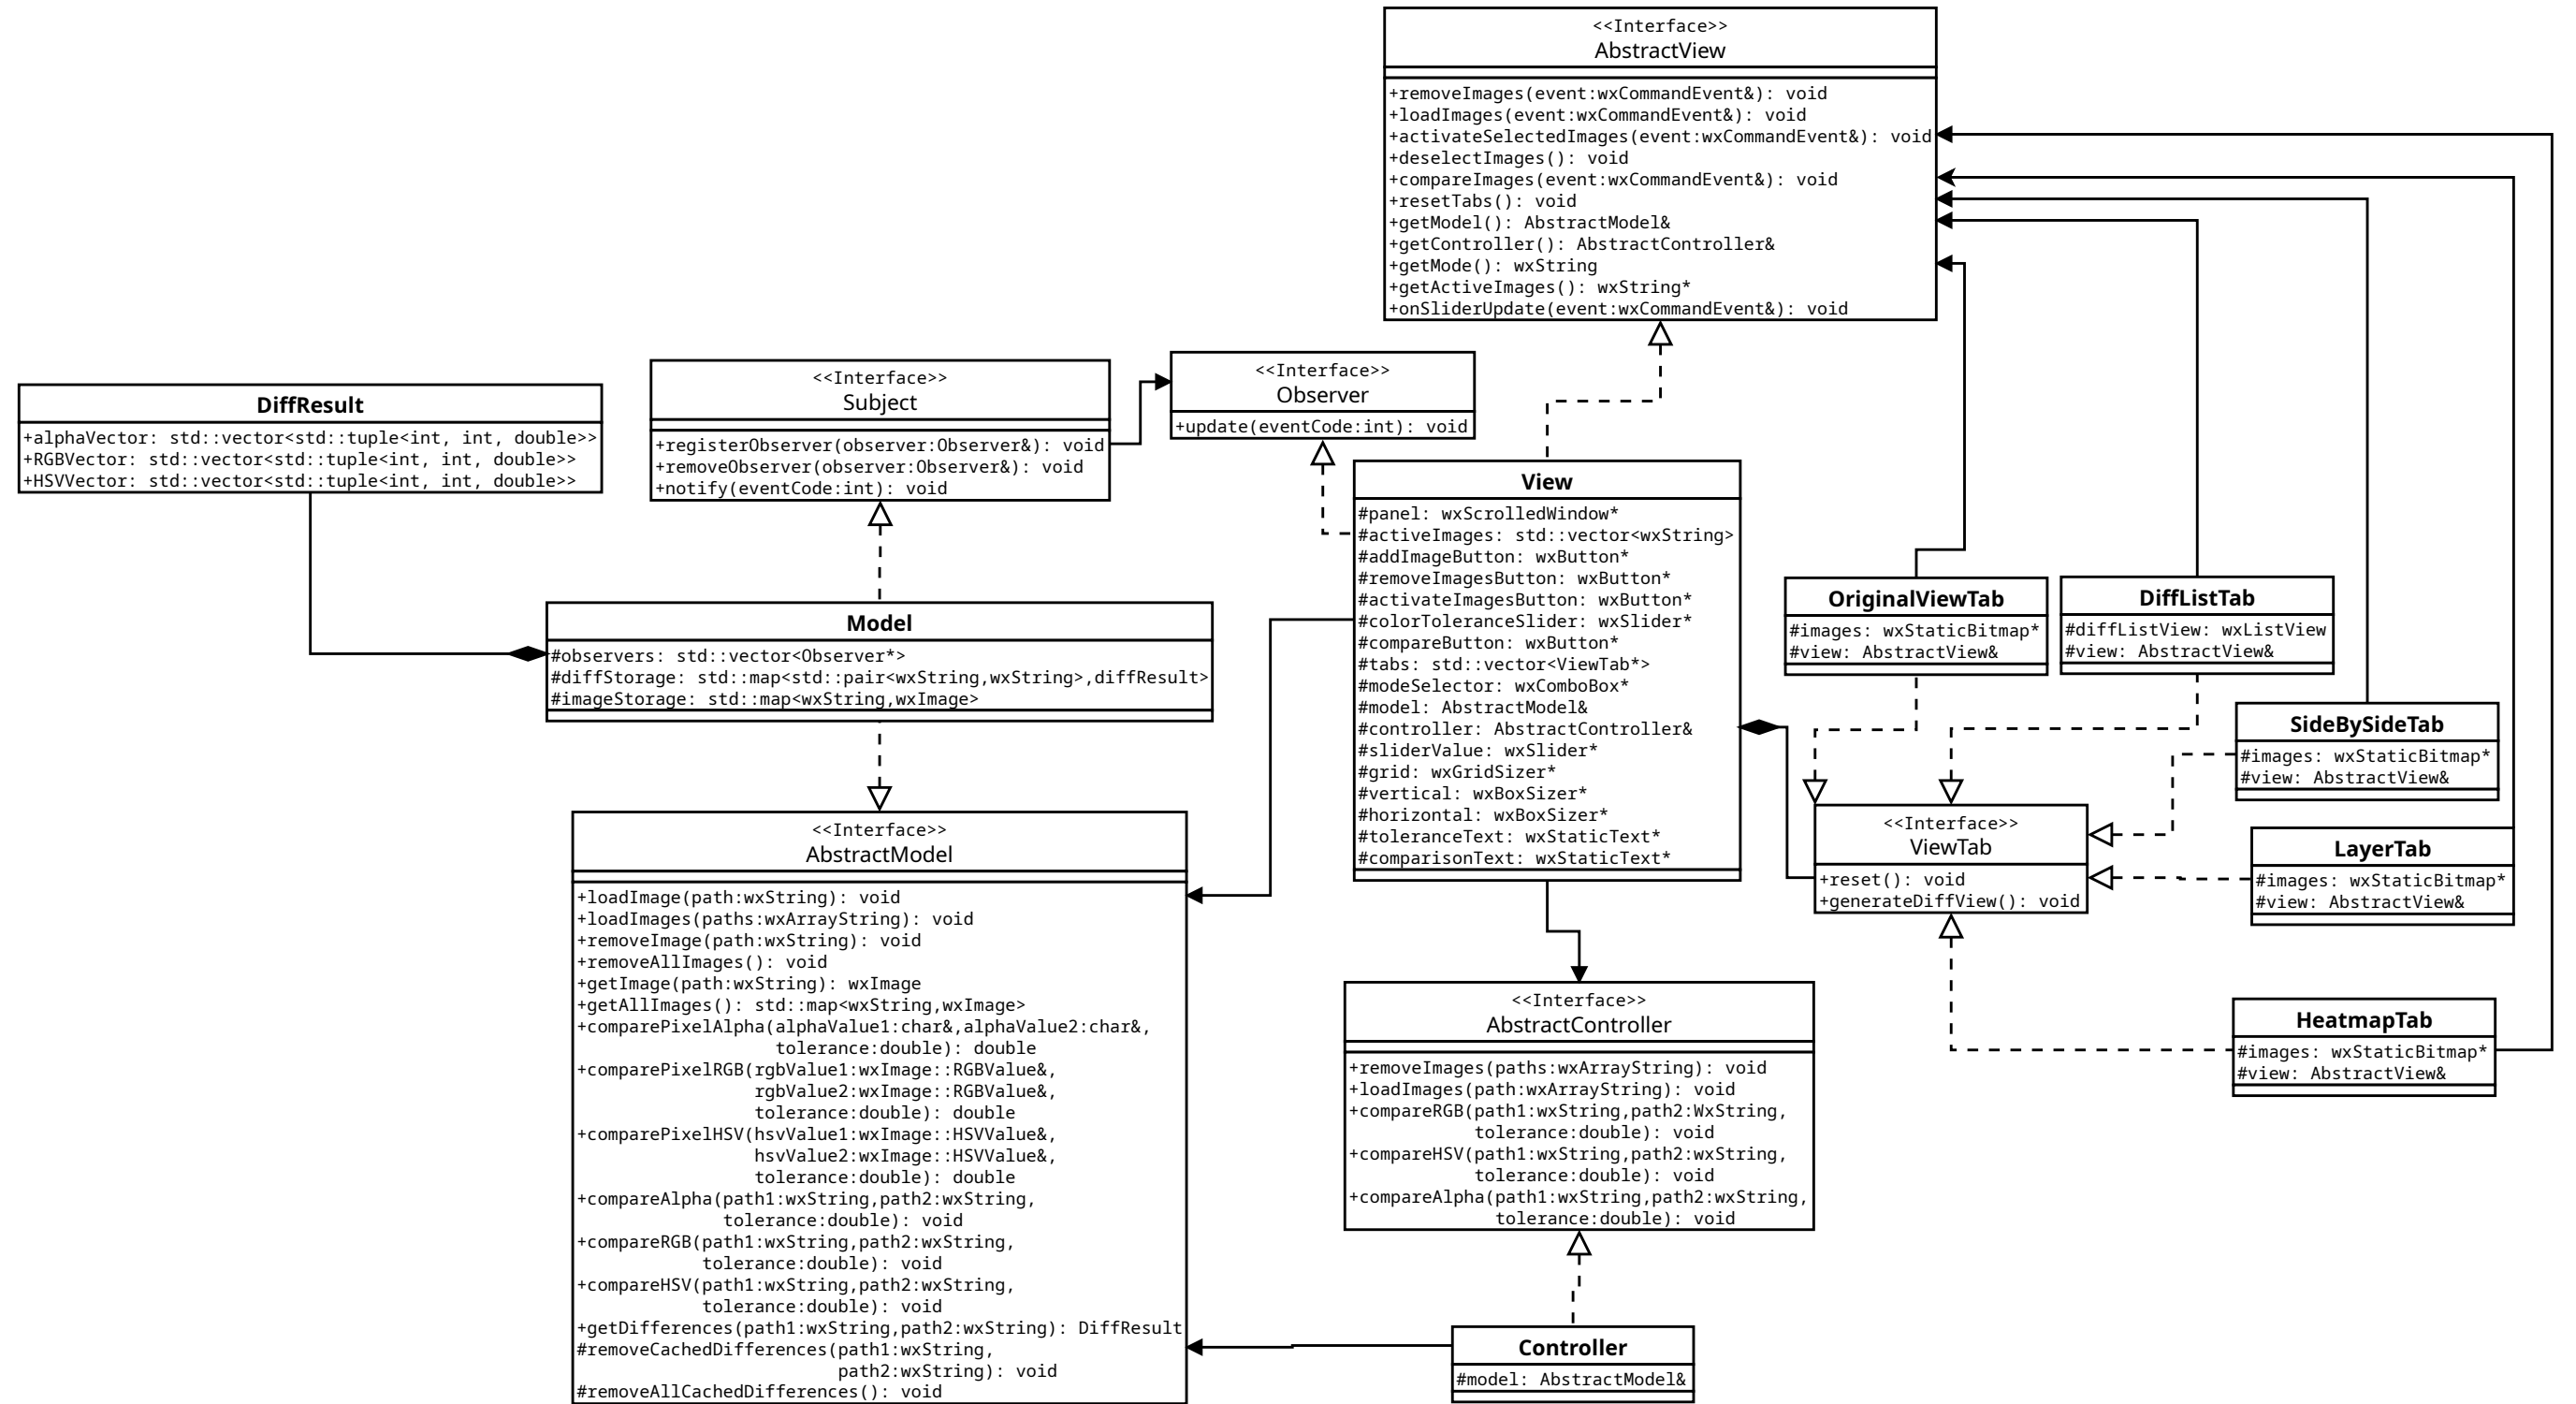 <<Interface>>
AbstractView
+removeImages(event:wxCommandEvent&): void
+loadImages(event:wxCommandEvent&): void
+activateSelectedImages(event:wxCommandEvent&): void
+deselectImages(): void
+compareImages(event:wxCommandEvent&): void
+resetTabs(): void
+getModel(): AbstractModel&
+getController(): AbstractController&
+getMode(): wxString
+getActiveImages(): wxString*
+onSliderUpdate(event:wxCommandEvent&): void
DiffResult
+alphaVector: std::vector<std::tuple<int, int, double>>
+RGBVector: std::vector<std::tuple<int, int, double>>
+HSVVector: std::vector<std::tuple<int, int, double>>
<<Interface>>
Subject
+registerObserver(observer:Observer&): void
+removeObserver(observer:Observer&): void
+notify(eventCode:int): void
<<Interface>>
Observer
+update(eventCode:int): void
View
#panel: wxScrolledWindow*
#activeImages: std::vector<wxString>
#addImageButton: wxButton*
#removeImagesButton: wxButton*
#activateImagesButton: wxButton*
#colorToleranceSlider: wxSlider*
#compareButton: wxButton*
#tabs: std::vector<ViewTab*>
#modeSelector: wxComboBox*
#model: AbstractModel&
#controller: AbstractController&
#sliderValue: wxSlider*
#grid: wxGridSizer*
#vertical: wxBoxSizer*
#horizontal: wxBoxSizer*
#toleranceText: wxStaticText*
#comparisonText: wxStaticText*
Model
#observers: std::vector<Observer*>
#diffStorage: std::map<std::pair<wxString,wxString>,diffResult>
#imageStorage: std::map<wxString,wxImage>
OriginalViewTab
#images: wxStaticBitmap*
#view: AbstractView&
DiffListTab
#diffListView: wxListView
#view: AbstractView&
SideBySideTab
#images: wxStaticBitmap*
#view: AbstractView&
<<Interface>>
ViewTab
+reset(): void
+generateDiffView(): void
LayerTab
#images: wxStaticBitmap*
#view: AbstractView&
HeatmapTab
#images: wxStaticBitmap*
#view: AbstractView&
<<Interface>>
AbstractModel
+loadImage(path:wxString): void
+loadImages(paths:wxArrayString): void
+removeImage(path:wxString): void
+removeAllImages(): void
+getImage(path:wxString): wxImage
+getAllImages(): std::map<wxString,wxImage>
+comparePixelAlpha(alphaValue1:char&,alphaValue2:char&,
tolerance:double): double
+comparePixelRGB(rgbValue1:wxImage::RGBValue&,
rgbValue2:wxImage::RGBValue&,
tolerance:double): double
+comparePixelHSV(hsvValue1:wxImage::HSVValue&,
hsvValue2:wxImage::HSVValue&,
tolerance:double): double
+compareAlpha(path1:wxString,path2:wxString,
tolerance:double): void
+compareRGB(path1:wxString,path2:wxString,
tolerance:double): void
+compareHSV(path1:wxString,path2:wxString,
tolerance:double): void
+getDifferences(path1:wxString,path2:wxString): DiffResult
#removeCachedDifferences(path1:wxString,
path2:wxString): void
#removeAllCachedDifferences(): void
<<Interface>>
AbstractController
+removeImages(paths:wxArrayString): void
+loadImages(path:wxArrayString): void
+compareRGB(path1:wxString,path2:WxString,
tolerance:double): void
+compareHSV(path1:wxString,path2:wxString,
tolerance:double): void
+compareAlpha(path1:wxString,path2:wxString,
tolerance:double): void
Controller
#model: AbstractModel&